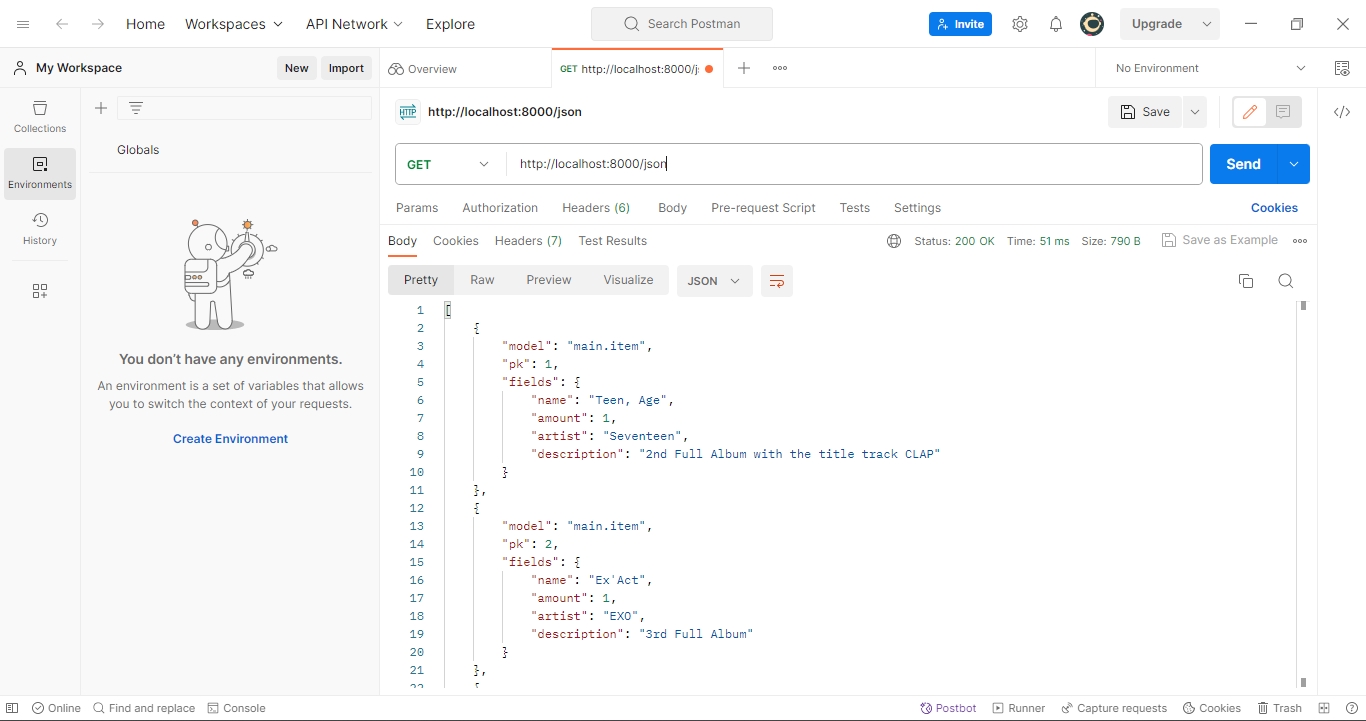 Home Workspaces API Network Explore Search Postman Invite Upgrade
My Workspace New Import Overview GET http://localhost:8000/j No Environment
Collections
Environments
History
Globals
You don't have any environments.
An environment is a set of variables that allows
you to switch the context of your requests.
Create Environment
HTTP http://localhost:8000/json Save
GET http://localhost:8000/json Send
Params Authorization Headers (6) Body Pre-request Script Tests Settings Cookies
Body Cookies Headers (7) Test Results Status: 200 OK Time: 51 ms Size: 790 B Save as Example
Pretty Raw Preview Visualize JSON
1 [
2 {
3 "model": "main.item",
4 "pk": 1,
5 "fields": {
6 "name": "Teen, Age",
7 "amount": 1,
8 "artist": "Seventeen",
9 "description": "2nd Full Album with the title track CLAP"
10 }
11 },
12 {
13 "model": "main.item",
14 "pk": 2,
15 "fields": {
16 "name": "Ex'Act",
17 "amount": 1,
18 "artist": "EXO",
19 "description": "3rd Full Album"
20 }
21 },
22 {
Online Find and replace Console Postbot Runner Capture requests Cookies Trash